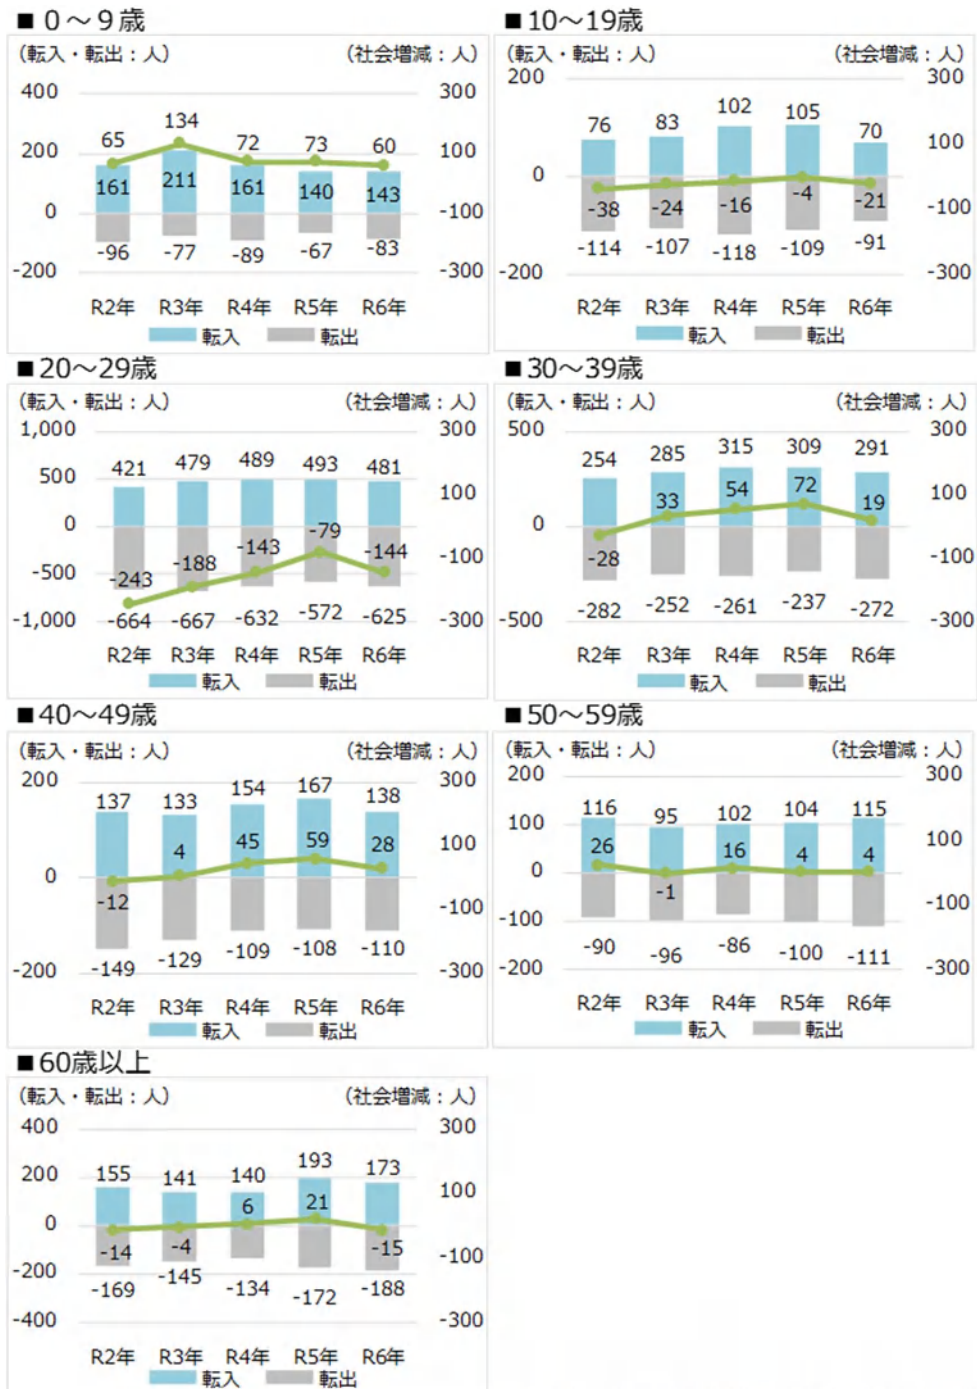 ■ 0～9歳
（転入・転出：人） （社会増減：人）
400 300
134
65 72 73 60
200 100
161 211 161 140 143
0 -100
-96 -77 -89 -67 -83
-200 -300
R2年 R3年 R4年 R5年 R6年
転入 転出
■10～19歳
（転入・転出：人） （社会増減：人）
200 300
76 83 102 105 70
100
0
-38 -24 -16 -4 -21
-100
-114 -107 -118 -109 -91
-200 -300
R2年 R3年 R4年 R5年 R6年
転入 転出
■20～29歳
（転入・転出：人） （社会増減：人）
1,000 300
421 479 489 493 481
500 100
0
-243 -188 -143 -79 -144
-500 -100
-1,000 -664 -667 -632 -572 -625 -300
R2年 R3年 R4年 R5年 R6年
転入 転出
■30～39歳
（転入・転出：人） （社会増減：人）
500 300
254 285 315 309 291
33 54 72 19 100
0
-28 -100
-282 -252 -261 -237 -272
-500 -300
R2年 R3年 R4年 R5年 R6年
転入 転出
■40～49歳
（転入・転出：人） （社会増減：人）
200 300
137 133 154 167 138
4 45 59 28 100
0
-12 -100
-149 -129 -109 -108 -110
-200 -300
R2年 R3年 R4年 R5年 R6年
転入 転出
■50～59歳
（転入・転出：人） （社会増減：人）
200 300
116 95 102 104 115
100 100
26 16 4 4
0
-1
-100 -100
-90 -96 -86 -100 -111
-200 -300
R2年 R3年 R4年 R5年 R6年
転入 転出
■60歳以上
（転入・転出：人） （社会増減：人）
400 300
155 141 140 193 173
200 100
6 21
0
-14 -4 -15
-100
-200
-169 -145 -134 -172 -188
-400 -300
R2年 R3年 R4年 R5年 R6年
転入 転出